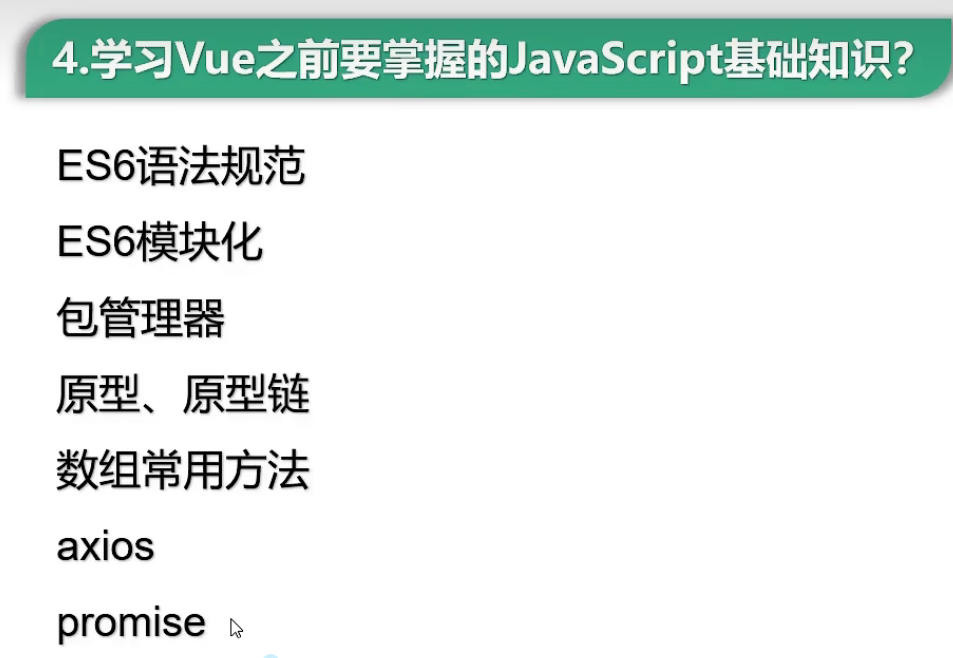 4.学习Vue之前要掌握的JavaScript基础知识?
ES6语法规范
ES6模块化
包管理器
原型、原型链
数组常用方法
axios
promise